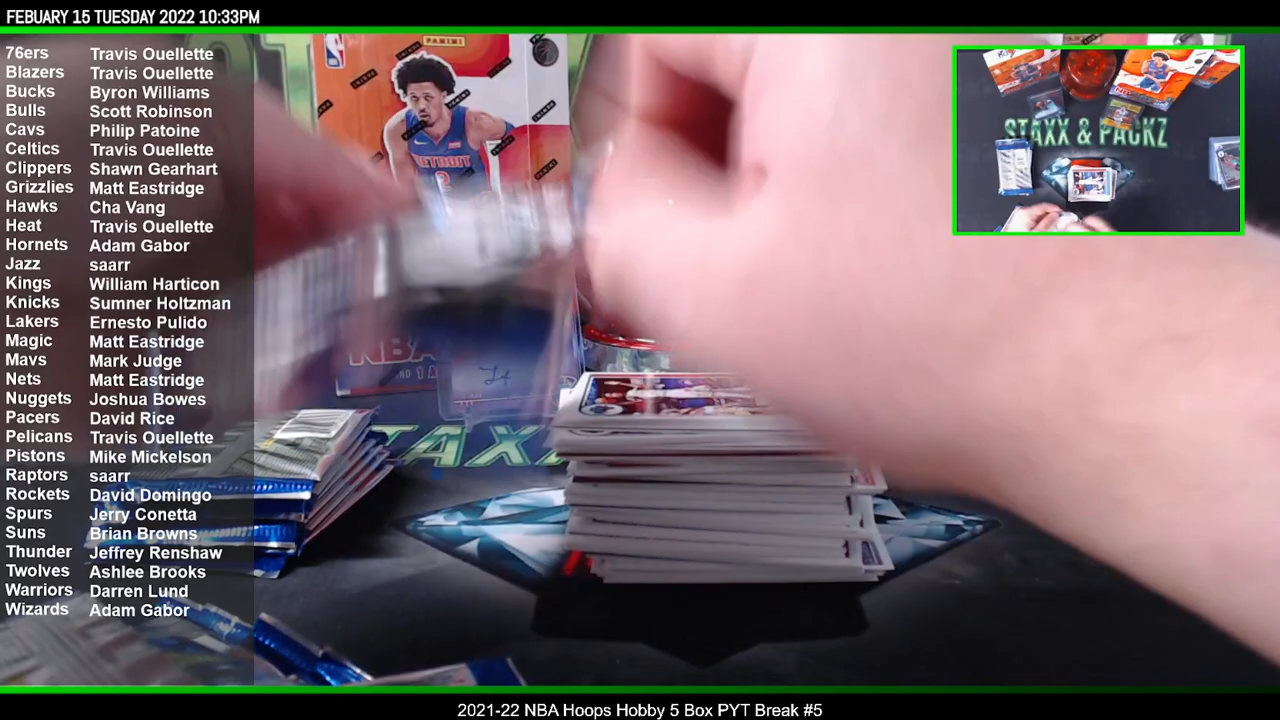 FEBUARY 15 TUESDAY 2022 10:33PM
76ers Travis Ouellette
Blazers Travis Ouellette
Bucks Byron Williams
Bulls Scott Robinson
Cavs Philip Patoine
Celtics Travis Ouellette
Clippers Shawn Gearhart
Grizzlies Matt Eastridge
Hawks Cha Vang
Heat Travis Ouellette
Hornets Adam Gabor
Jazz saarr
Kings William Harticon
Knicks Sumner Holtzman
Lakers Ernesto Pulido
Magic Matt Eastridge
Mavs Mark Judge
Nets Matt Eastridge
Nuggets Joshua Bowes
Pacers David Rice
Pelicans Travis Ouellette
Pistons Mike Mickelson
Raptors saarr
Rockets David Domingo
Spurs Jerry Conetta
Suns Brian Browns
Thunder Jeffrey Renshaw
Twolves Ashlee Brooks
Warriors Darren Lund
Wizards Adam Gabor
PANINI
DETROIT
2
NBA
STAXX & PACKZ
TAXX
2021-22 NBA Hoops Hobby 5 Box PYT Break #5